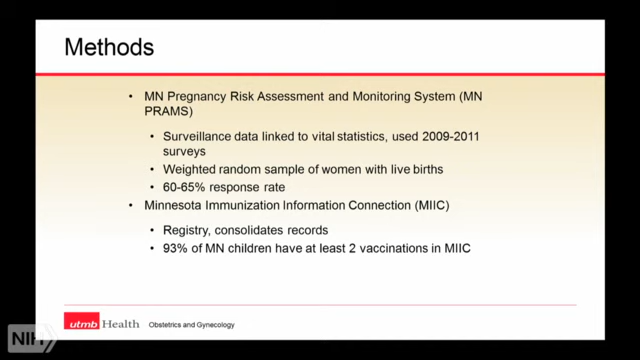 Methods
• MN Pregnancy Risk Assessment and Monitoring System (MN
PRAMS)
• Surveillance data linked to vital statistics, used 2009-2011
surveys
• Weighted random sample of women with live births
• 60-65% response rate
• Minnesota Immunization Information Connection (MIIC)
• Registry, consolidates records
• 93% of MN children have at least 2 vaccinations in MIIC
utmb Health Obstetrics and Gynecology
NIH